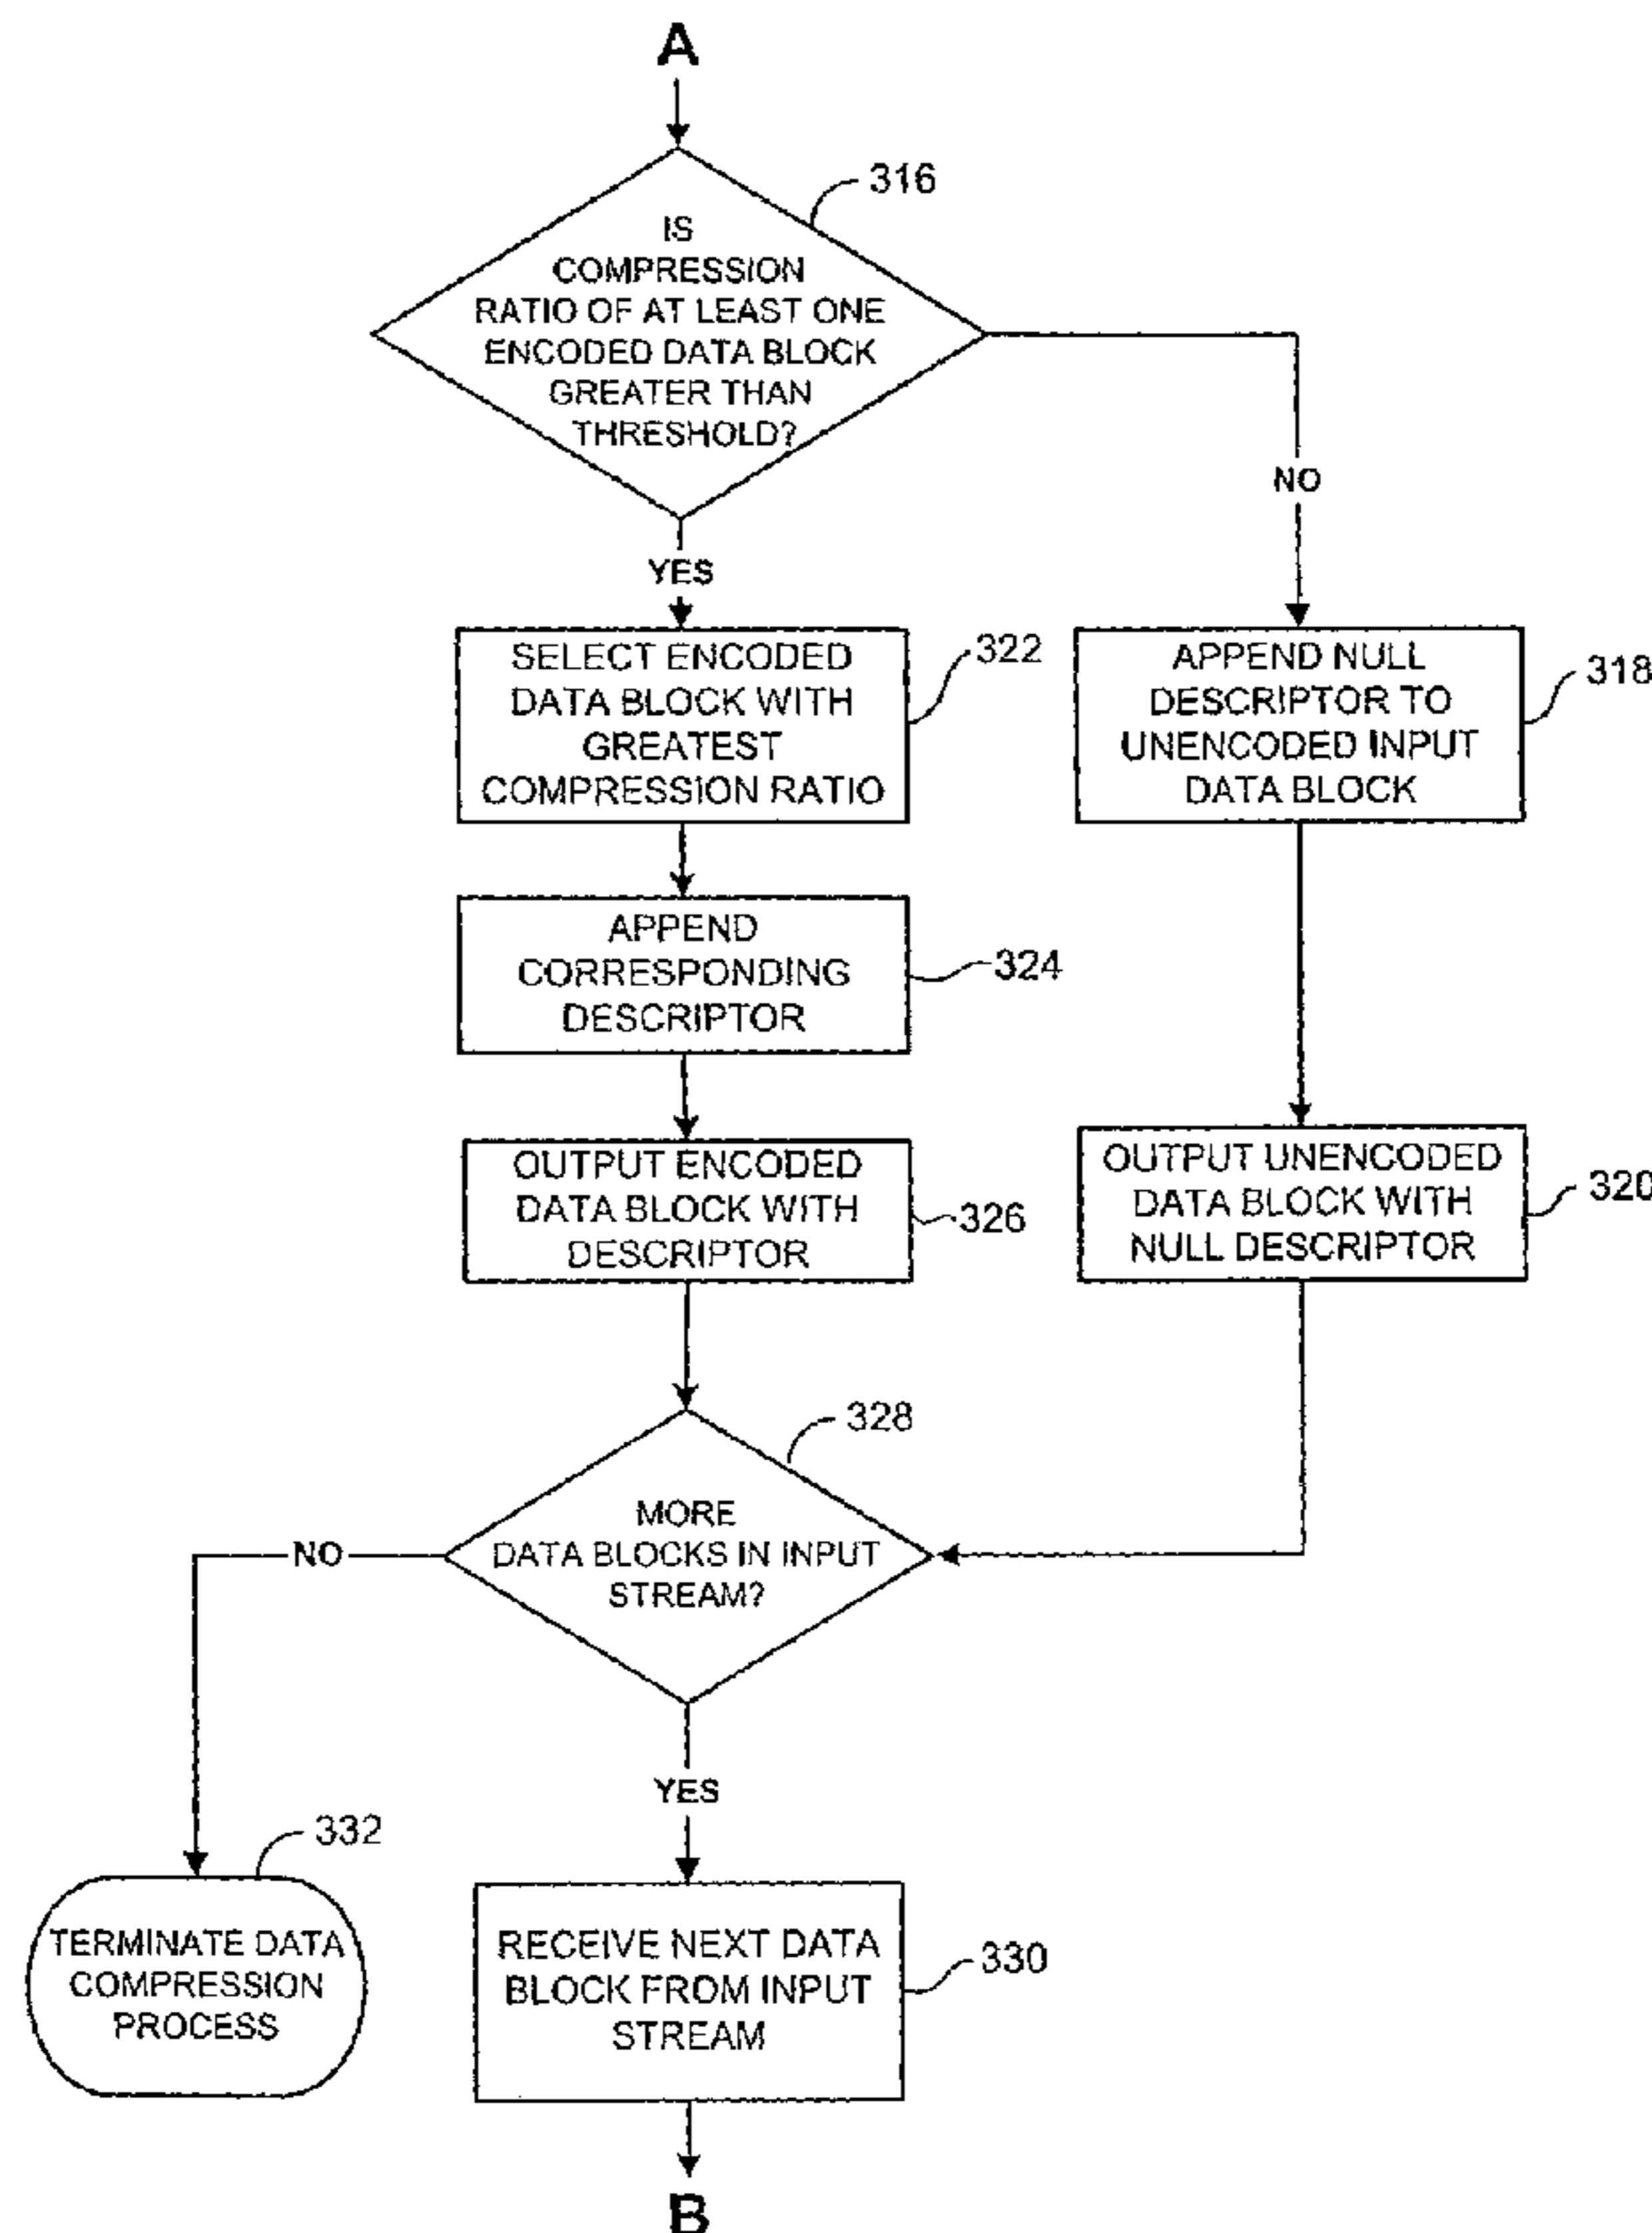 A
316
IS
COMPRESSION
RATIO OF AT LEAST ONE
ENCODED DATA BLOCK
GREATER THAN
THRESHOLD?
NO
YES
SELECT ENCODED
DATA BLOCK WITH
GREATEST
COMPRESSION RATIO
322
APPEND NULL
DESCRIPTOR TO
UNENCODED INPUT
DATA BLOCK
318
APPEND
CORRESPONDING
DESCRIPTOR
324
OUTPUT ENCODED
DATA BLOCK WITH
DESCRIPTOR
326
OUTPUT UNENCODED
DATA BLOCK WITH
NULL DESCRIPTOR
320
328
MORE
DATA BLOCKS IN INPUT
STREAM?
NO
YES
332
TERMINATE DATA
COMPRESSION
PROCESS
RECEIVE NEXT DATA
BLOCK FROM INPUT
STREAM
330
B